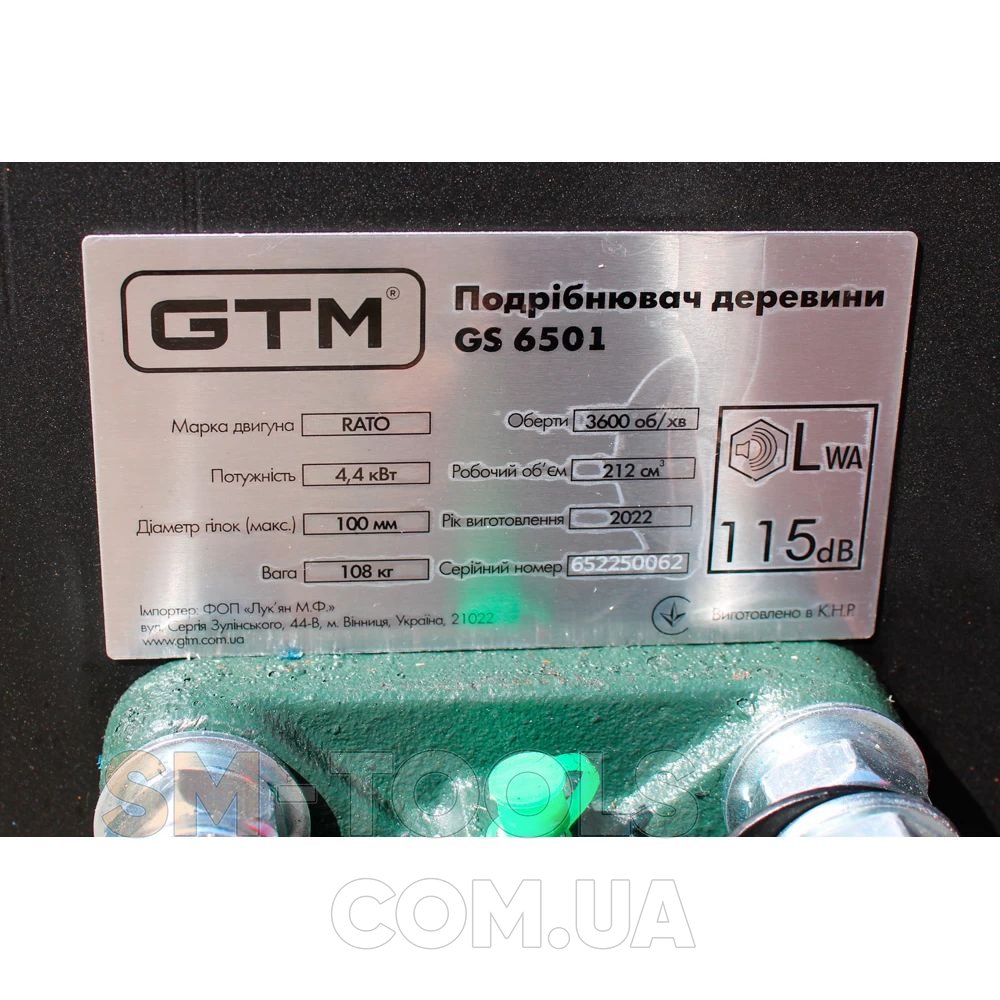 GTM®
Подрібнювач деревини
GS 6501
Марка двигуна RATO
Оберти 3600 об/хв
Потужність 4,4 кВт
Робочий об'єм 212 см³
Діаметр гілок (макс.) 100 мм
Рік виготовлення 2022
Вага 108 кг
Серійний номер 652250062
LWA
115dB
Імпортер: ФОП «Лук'ян М.Ф.»
вул. Сергія Зулінського, 44-В, м. Вінниця, Україна, 21022
www.gtm.com.ua
Виготовлено в К.Н.Р.
SM-TOOLS
COM.UA